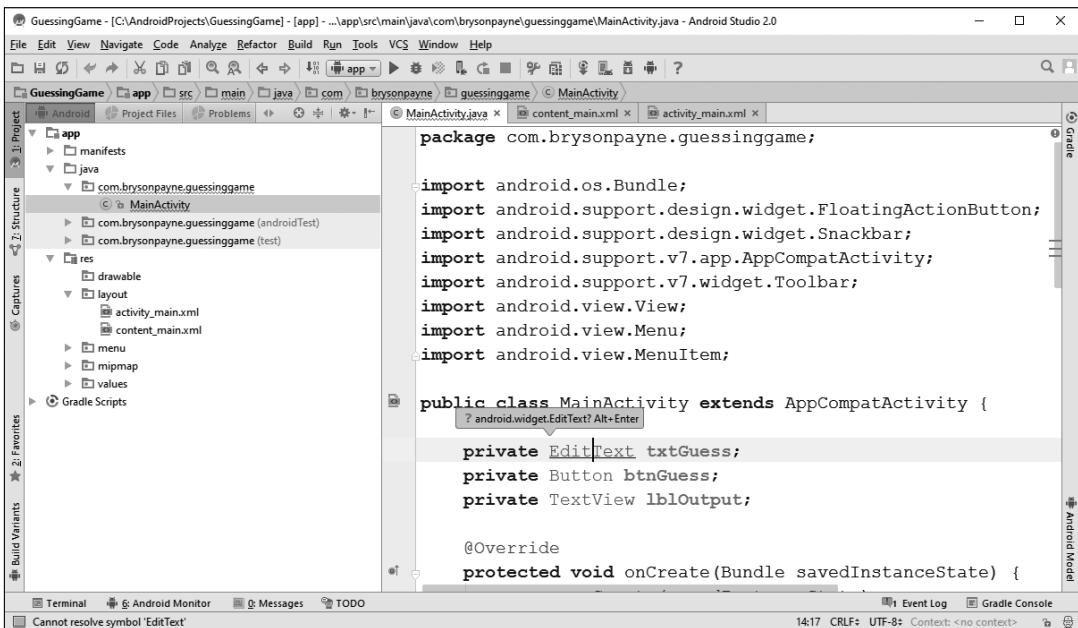 GuessingGame - [C:\AndroidProjects\GuessingGame] - [app] - ...\app\src\main\java\com\brysonpayne\guessinggame\MainActivity.java - Android Studio 2.0
File Edit View Navigate Code Analyze Refactor Build Run Tools VCS Window Help
app
GuessingGame app src main java com brysonpayne guessinggame MainActivity
Android Project Files Problems
MainActivity.java content_main.xml activity_main.xml
1: Project
7: Structure
Captures
2: Favorites
Build Variants
app
manifests
java
com.brysonpayne.guessinggame
MainActivity
com.brysonpayne.guessinggame (androidTest)
com.brysonpayne.guessinggame (test)
res
drawable
layout
activity_main.xml
content_main.xml
menu
mipmap
values
Gradle Scripts
package com.brysonpayne.guessinggame;
import android.os.Bundle;
import android.support.design.widget.FloatingActionButton;
import android.support.design.widget.Snackbar;
import android.support.v7.app.AppCompatActivity;
import android.support.v7.widget.Toolbar;
import android.view.View;
import android.view.Menu;
import android.view.MenuItem;
public class MainActivity extends AppCompatActivity {
? android.widget.EditText? Alt+Enter
private EditText txtGuess;
private Button btnGuess;
private TextView lblOutput;
@Override
protected void onCreate(Bundle savedInstanceState) {
Gradle
Android Model
Terminal 6: Android Monitor 0: Messages TODO
1 Event Log Gradle Console
Cannot resolve symbol 'EditText'
14:17 CRLF UTF-8 Context: <no context>